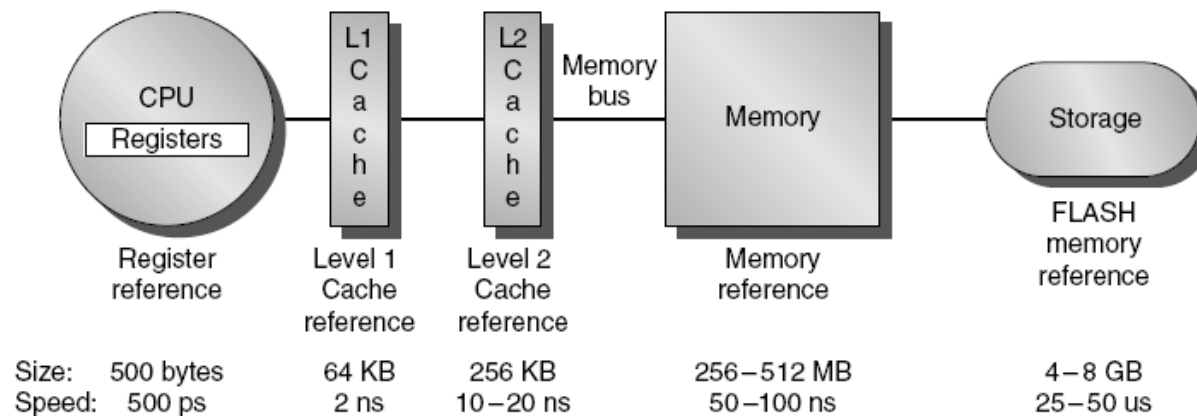 CPU
Registers
L1
C
a
c
h
e
L2
C
a
c
h
e
Memory
bus
Memory
Storage
Register
reference
Level 1
Cache
reference
Level 2
Cache
reference
Memory
reference
FLASH
memory
reference
Size: 500 bytes 64 KB 256 KB 256–512 MB 4–8 GB
Speed: 500 ps 2 ns 10–20 ns 50–100 ns 25–50 us